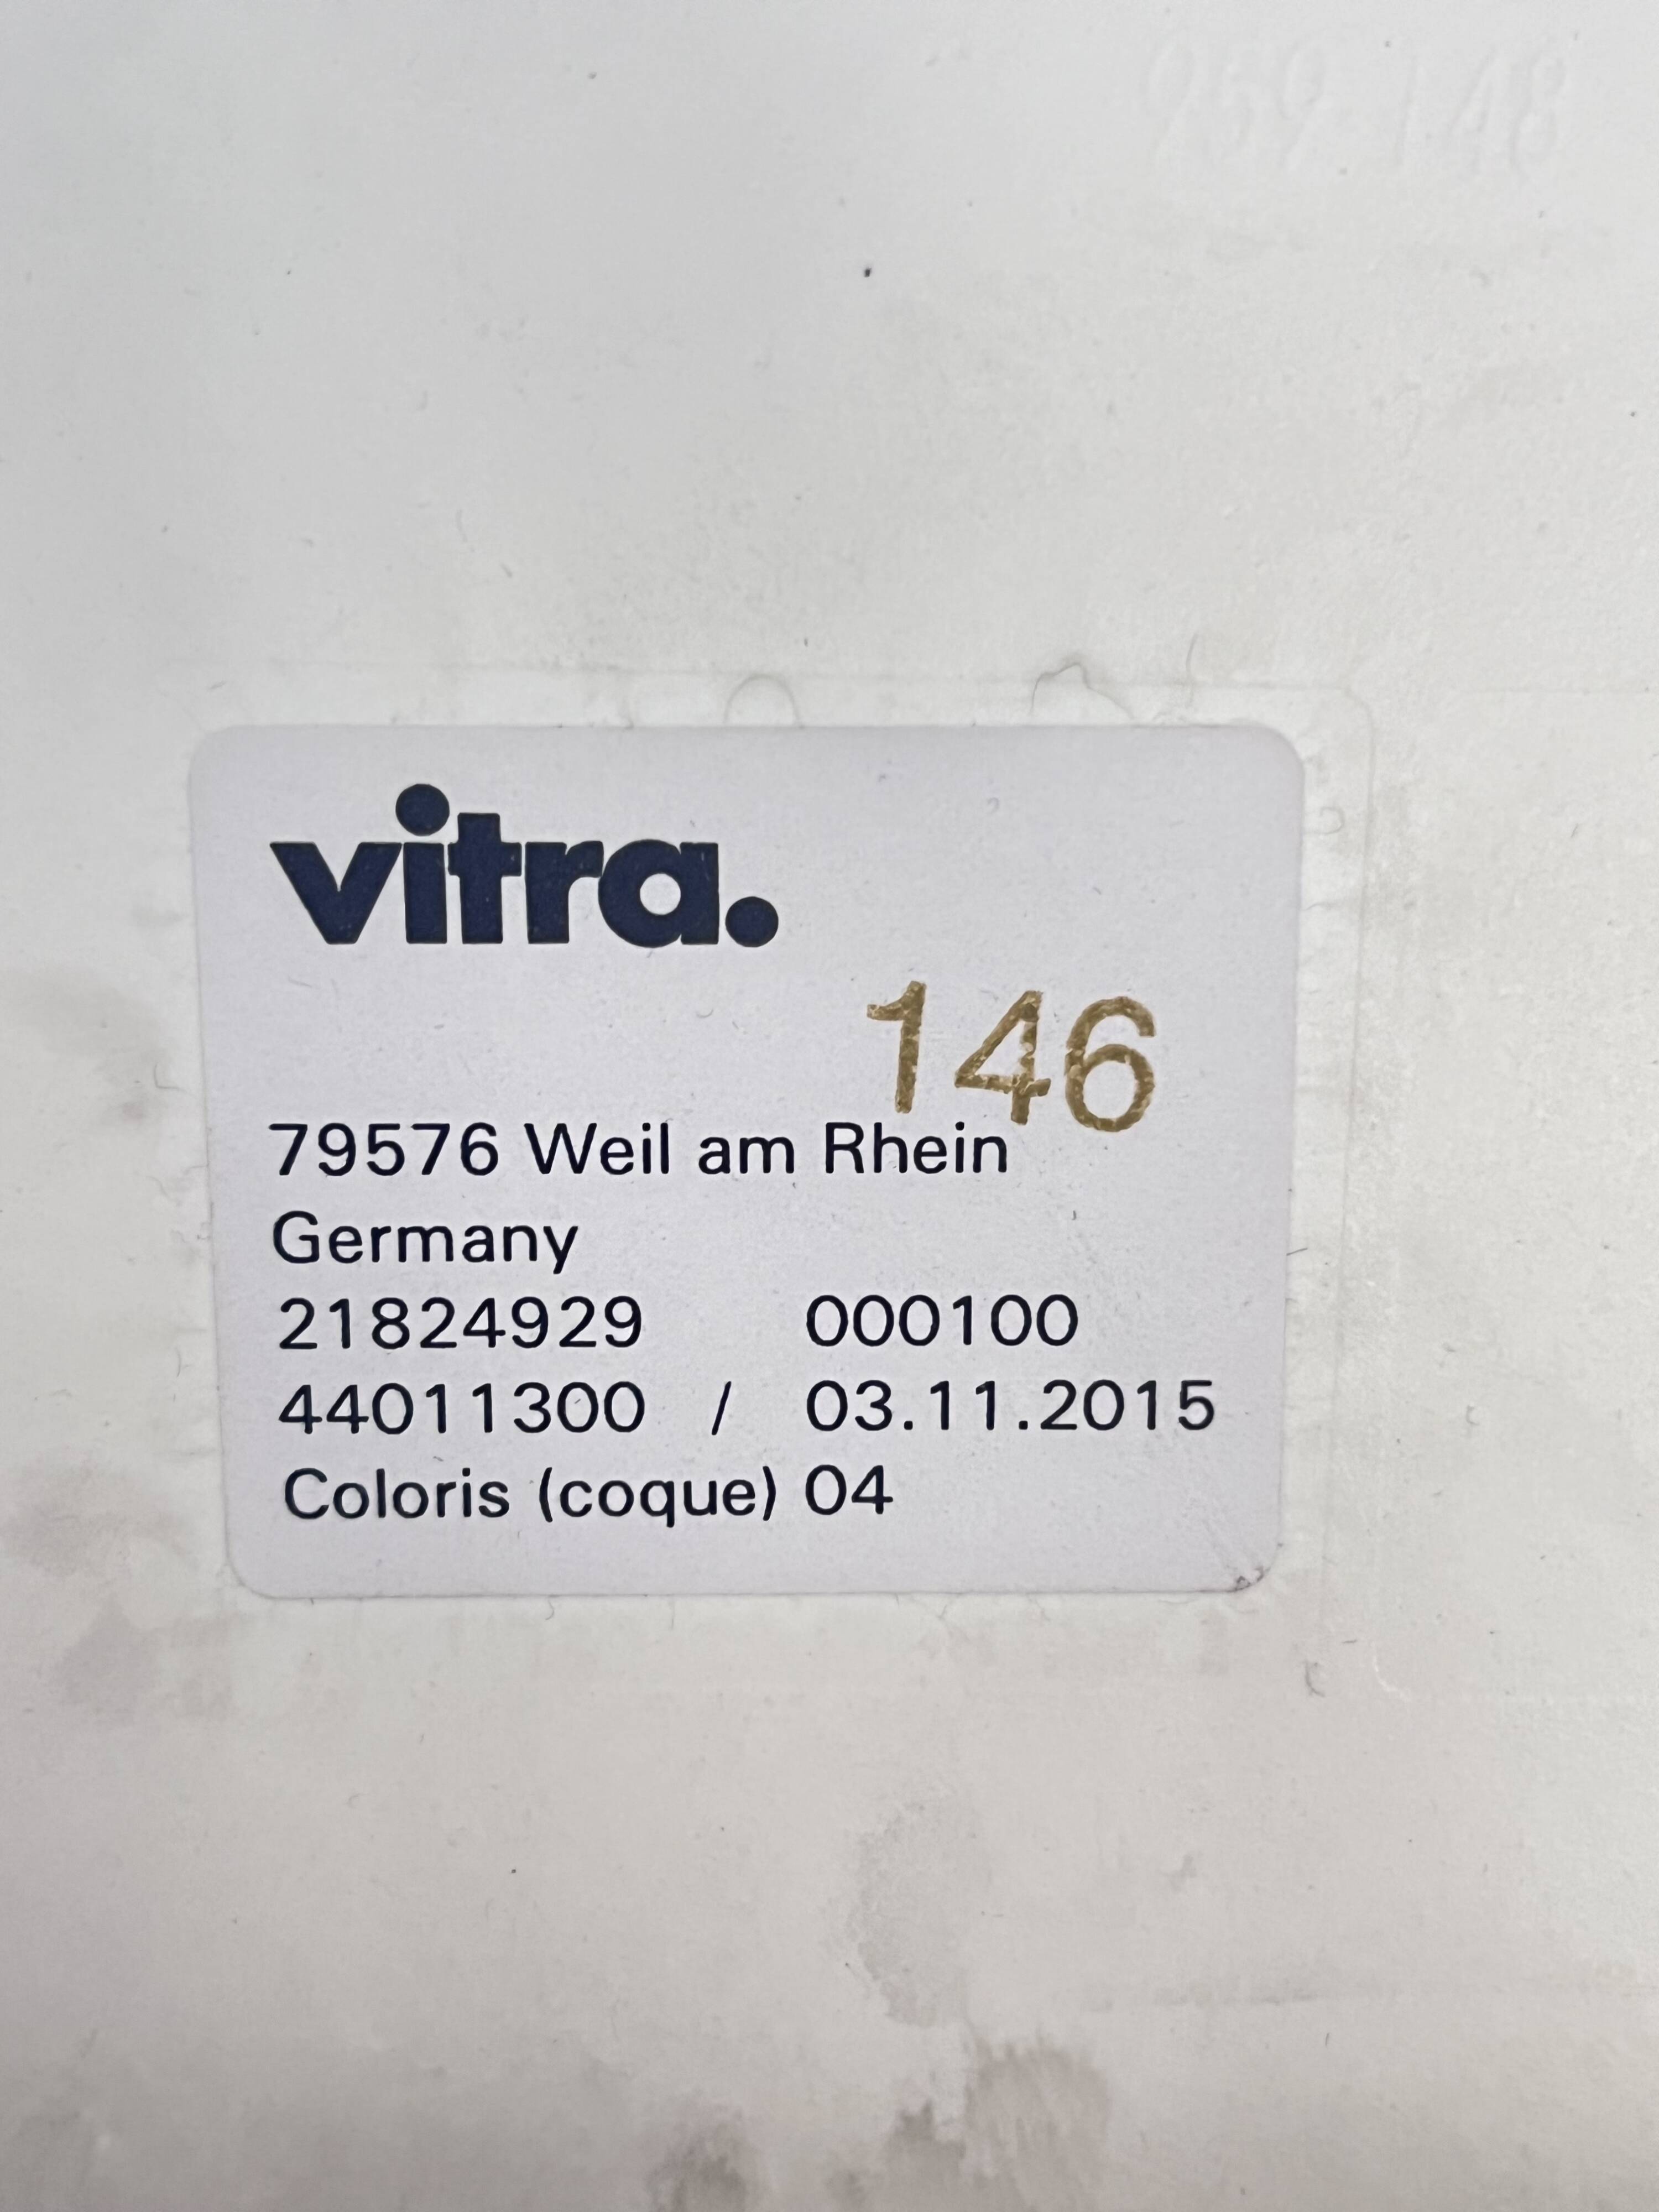 vitra.
146
79576 Weil am Rhein
Germany
21824929 000100
44011300 / 03.11.2015
Coloris (coque) 04